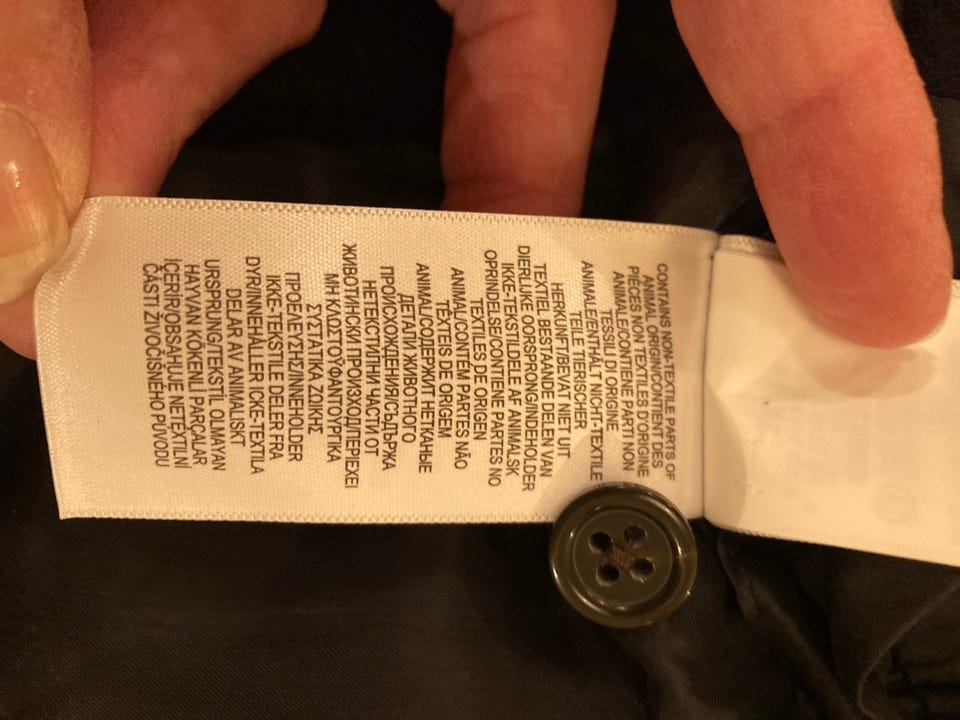 CONTAINS NON-TEXTILE PARTS OF
ANIMAL ORIGIN/CONTIENT DES
PIÈCES NON TEXTILES D'ORIGINE
ANIMALE/CONTIENE PARTI NON
TESSILI DI ORIGINE
ANIMALE/ENTHÄLT NICHT-TEXTILE
TEILE TIERISCHER
HERKUNFT/BEVAT NIET UIT
TEXTIEL BESTAANDE DELEN VAN
DIERLIJKE OORSPRONG/INDEHOLDER
IKKE-TEKSTILDELE AF ANIMALSK
OPRINDELSE/CONTIENE PARTES NO
TEXTILES DE ORIGEN
ANIMAL/CONTÉM PARTES NÃO
TÊXTEIS DE ORIGEM
ANIMAL/СОДЕРЖИТ НЕТКАНЫЕ
ДЕТАЛИ ЖИВОТНОГО
ПРОИСХОЖДЕНИЯ/СЪДЪРЖА
НЕТЕКСТИЛНИ ЧАСТИ ОТ
ЖИВОТИНСКИ ПРОИЗХОД/ΠΕΡΙΕΧΕΙ
ΜΗ ΚΛΩΣΤΟΫΦΑΝΤΟΥΡΓΙΚΑ
ΣΥΣΤΑΤΙΚΑ ΖΩΙΚΗΣ
ΠΡΟΕΛΕΥΣΗΣ/INNEHOLDER
IKKE-TEKSTILE DELER FRA
DYR/INNEHÅLLER ICKE-TEXTILA
DELAR AV ANIMALISKT
URSPRUNG/TEKSTİL OLMAYAN
HAYVAN KÖKENLİ PARÇALAR
İÇERİR/OBSAHUJE NETEXTILNÍ
ČÁSTI ŽIVOČIŠNÉHO PŮVODU